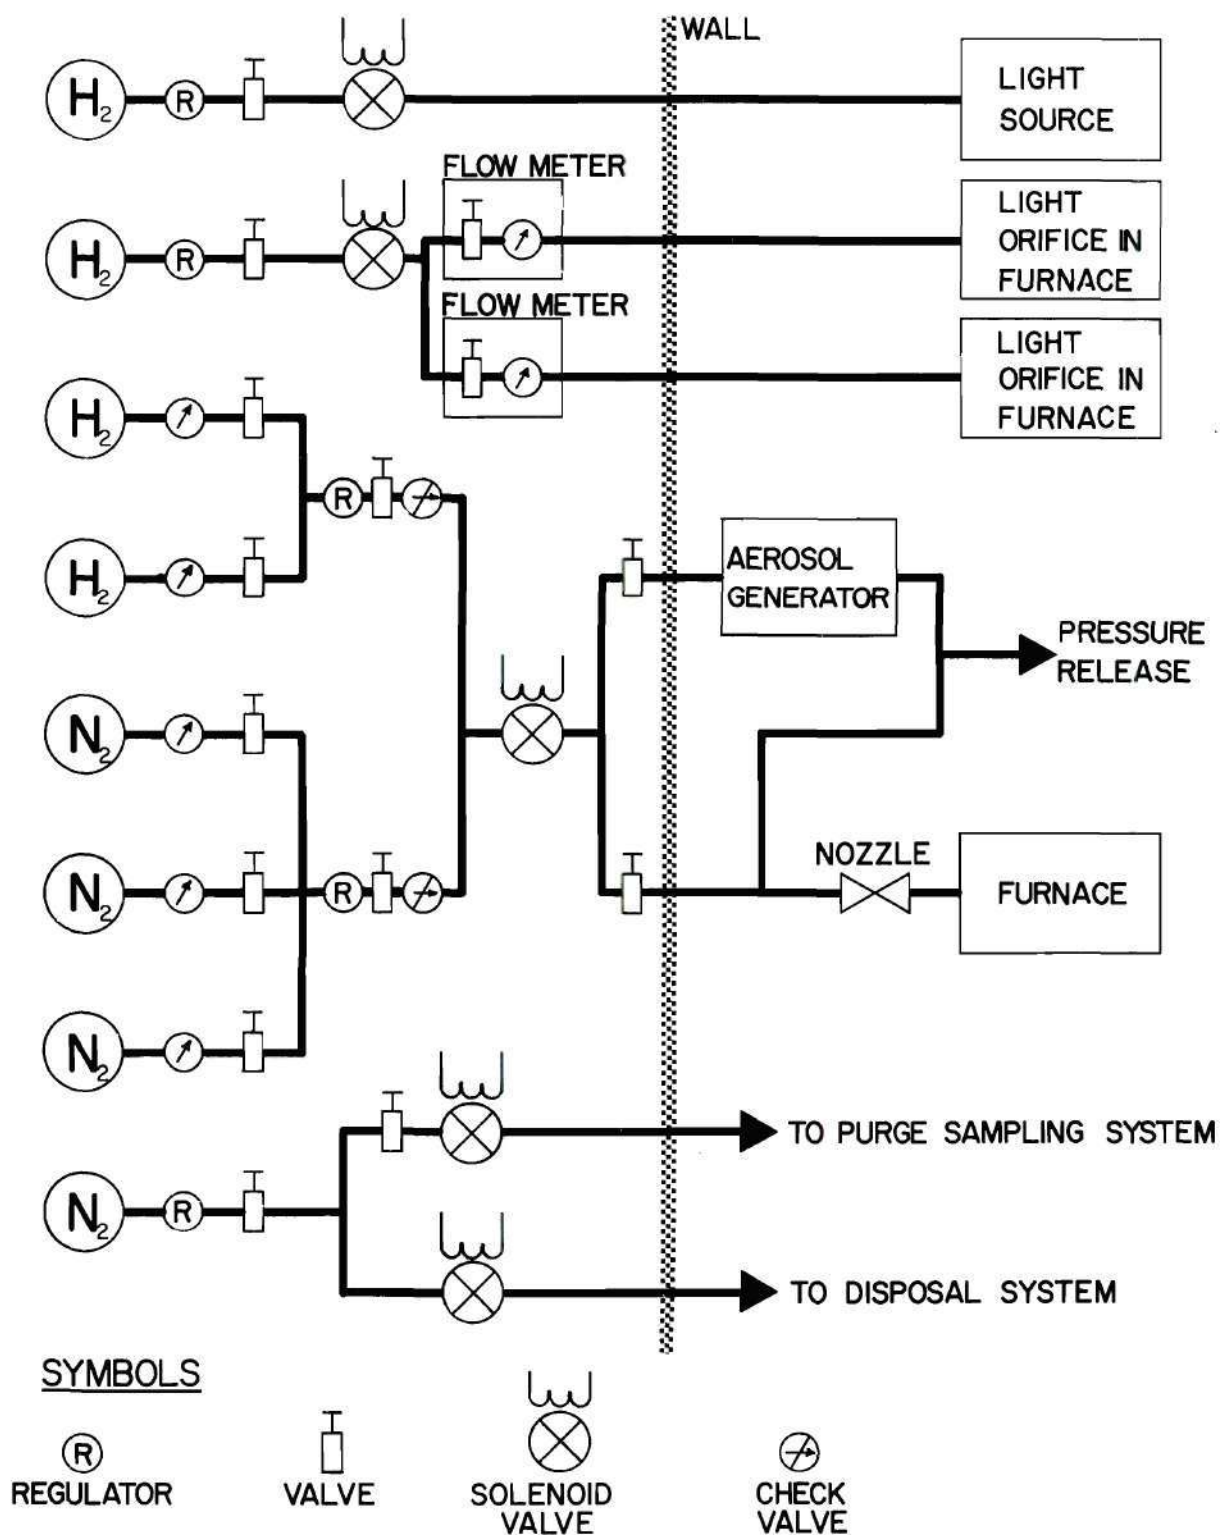 WALL
H2
R
LIGHT
SOURCE
FLOW METER
H2
R
LIGHT
ORIFICE IN
FURNACE
FLOW METER
LIGHT
ORIFICE IN
FURNACE
H2
R
H2
AEROSOL
GENERATOR
PRESSURE
RELEASE
N2
NOZZLE
N2
R
FURNACE
N2
TO PURGE SAMPLING SYSTEM
N2
R
TO DISPOSAL SYSTEM
SYMBOLS
R
REGULATOR
VALVE
SOLENOID
VALVE
CHECK
VALVE